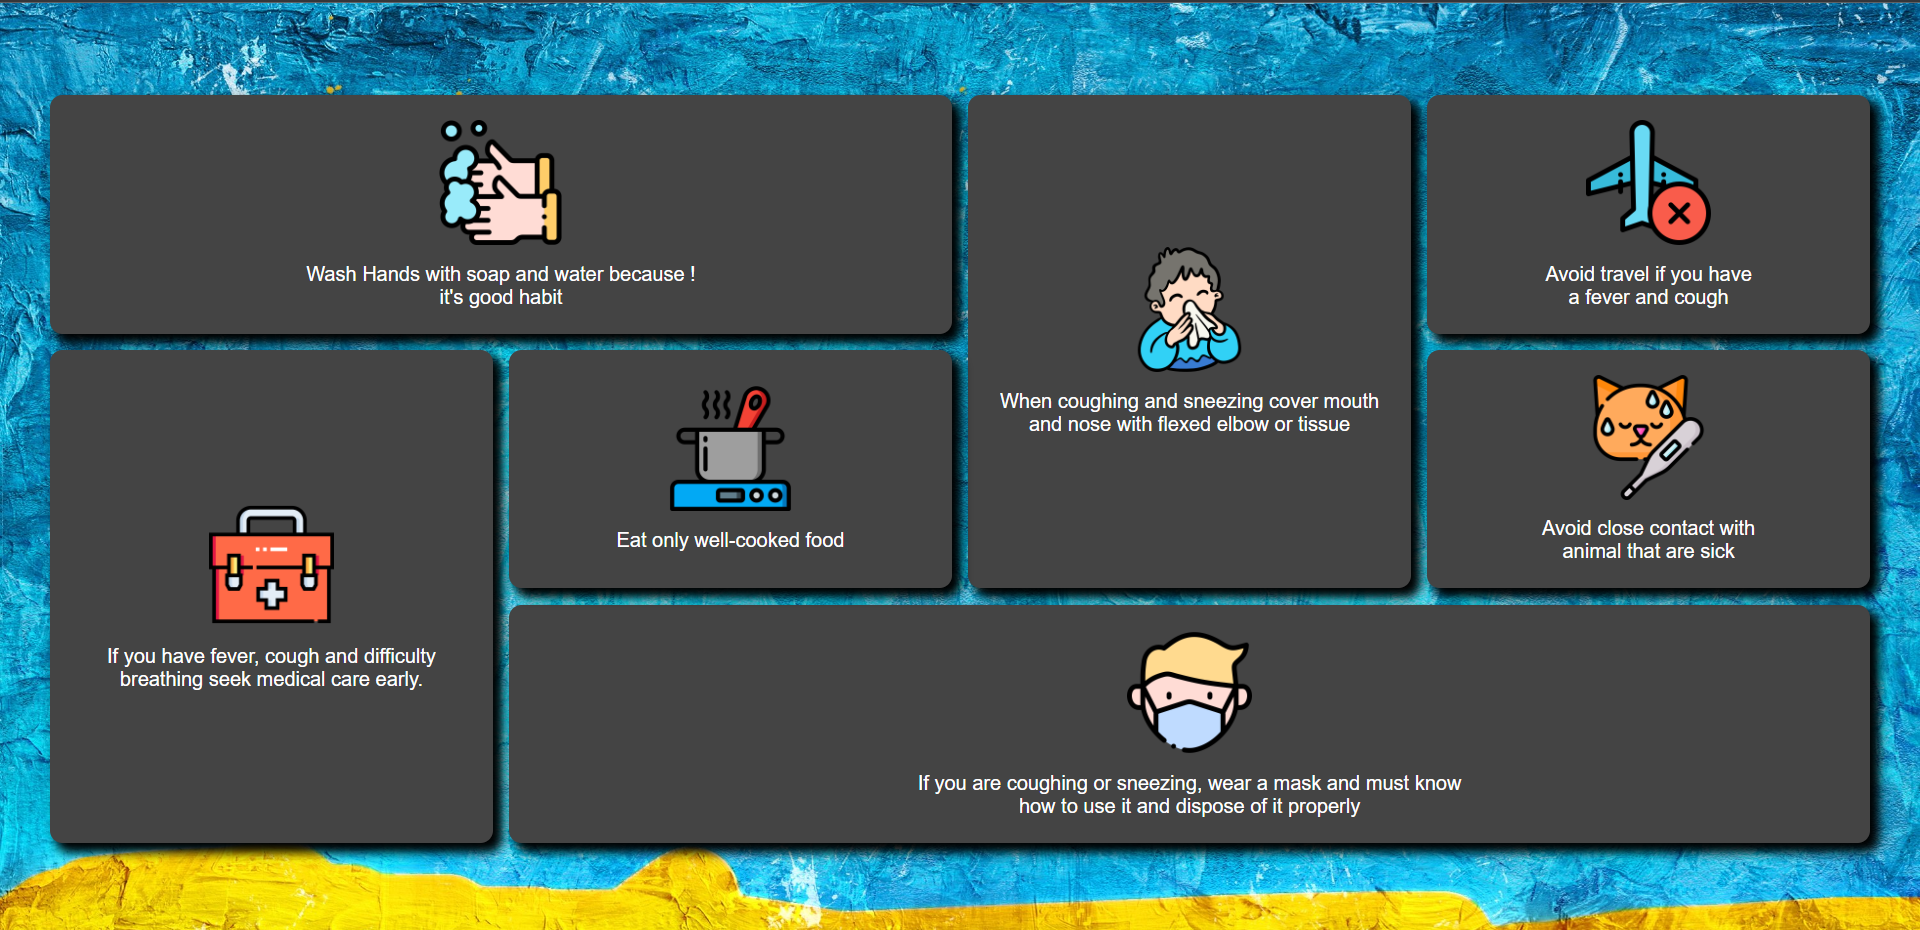 Wash Hands with soap and water because !
it's good habit
When coughing and sneezing cover mouth
and nose with flexed elbow or tissue
Avoid travel if you have
a fever and cough
If you have fever, cough and difficulty
breathing seek medical care early.
Eat only well-cooked food
Avoid close contact with
animal that are sick
If you are coughing or sneezing, wear a mask and must know
how to use it and dispose of it properly